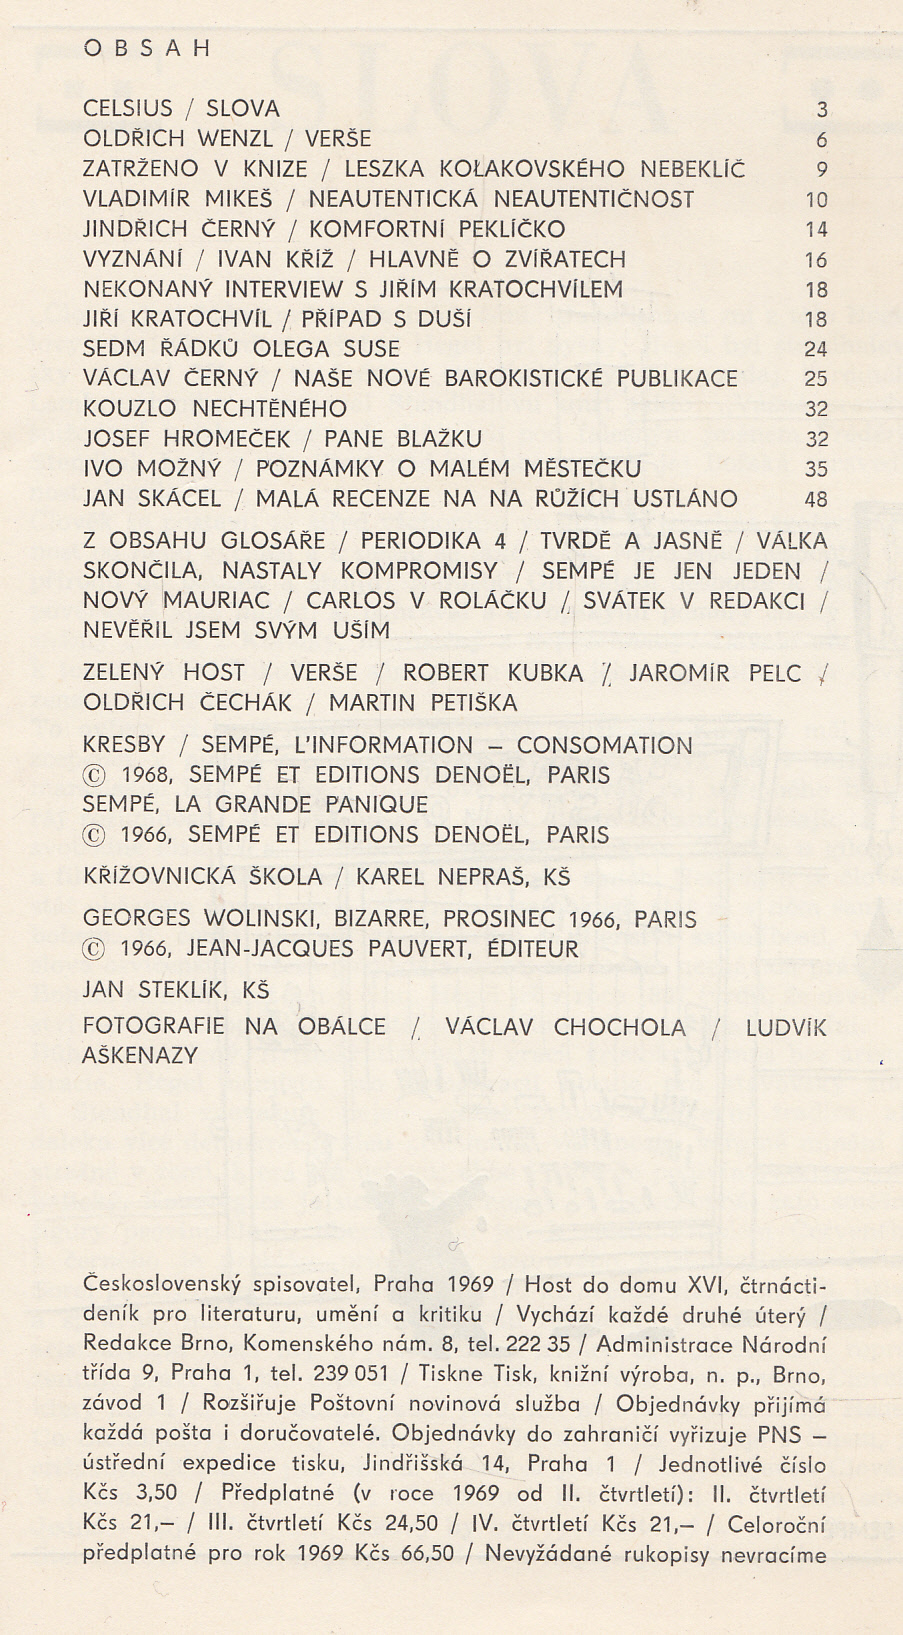 OBSAH
CELSIUS / SLOVA 3
OLDŘICH WENZL / VERŠE 6
ZATRŽENO V KNIZE / LESZKA KOŁAKOVSKÉHO NEBEKLÍČ 9
VLADIMÍR MIKEŠ / NEAUTENTICKÁ NEAUTENTIČNOST 10
JINDŘICH ČERNÝ / KOMFORTNÍ PEKLÍČKO 14
VYZNÁNÍ / IVAN KŘÍŽ / HLAVNĚ O ZVÍŘATECH 16
NEKONANÝ INTERVIEW S JIŘÍM KRATOCHVÍLEM 18
JIŘÍ KRATOCHVÍL / PŘÍPAD S DUŠÍ 18
SEDM ŘÁDKŮ OLEGA SUSE 24
VÁCLAV ČERNÝ / NAŠE NOVÉ BAROKISTICKÉ PUBLIKACE 25
KOUZLO NECHTĚNÉHO 32
JOSEF HROMEČEK / PANE BLAŽKU 32
IVO MOŽNÝ / POZNÁMKY O MALÉM MĚSTEČKU 35
JAN SKÁCEL / MALÁ RECENZE NA NA RŮŽÍCH USTLÁNO 48
Z OBSAHU GLOSÁŘE / PERIODIKA 4 / TVRDĚ A JASNĚ / VÁLKA
SKONČILA, NASTALY KOMPROMISY / SEMPÉ JE JEN JEDEN /
NOVÝ MAURIAC / CARLOS V ROLÁČKU / SVÁTEK V REDAKCI /
NEVĚŘIL JSEM SVÝM UŠÍM
ZELENÝ HOST / VERŠE / ROBERT KUBKA / JAROMÍR PELC /
OLDŘICH ČECHÁK / MARTIN PETIŠKA
KRESBY / SEMPÉ, L'INFORMATION – CONSOMATION
© 1968, SEMPÉ ET EDITIONS DENOËL, PARIS
SEMPÉ, LA GRANDE PANIQUE
© 1966, SEMPÉ ET EDITIONS DENOËL, PARIS
KŘÍŽOVNICKÁ ŠKOLA / KAREL NEPRAŠ, KŠ
GEORGES WOLINSKI, BIZARRE, PROSINEC 1966, PARIS
© 1966, JEAN-JACQUES PAUVERT, ÉDITEUR
JAN STEKLÍK, KŠ
FOTOGRAFIE NA OBÁLCE / VÁCLAV CHOCHOLA / LUDVÍK
AŠKENAZY
Československý spisovatel, Praha 1969 / Host do domu XVI, čtrnácti-
deník pro literaturu, umění a kritiku / Vychází každé druhé úterý /
Redakce Brno, Komenského nám. 8, tel. 222 35 / Administrace Národní
třída 9, Praha 1, tel. 239 051 / Tiskne Tisk, knižní výroba, n. p., Brno,
závod 1 / Rozšiřuje Poštovní novinová služba / Objednávky přijímá
každá pošta i doručovatelé. Objednávky do zahraničí vyřizuje PNS –
ústřední expedice tisku, Jindřišská 14, Praha 1 / Jednotlivé číslo
Kčs 3,50 / Předplatné (v roce 1969 od II. čtvrtletí): II. čtvrtletí
Kčs 21,– / III. čtvrtletí Kčs 24,50 / IV. čtvrtletí Kčs 21,– / Celoroční
předplatné pro rok 1969 Kčs 66,50 / Nevyžádané rukopisy nevracíme